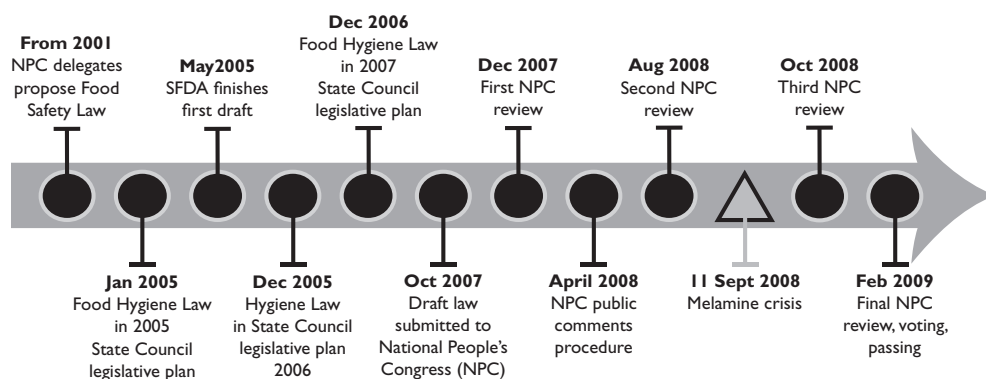 From 2001
NPC delegates
propose Food
Safety Law
Jan 2005
Food Hygiene Law
in 2005
State Council
legislative plan
May2005
SFDA finishes
first draft
Dec 2005
Hygiene Law
in State Council
legislative plan
2006
Dec 2006
Food Hygiene Law
in 2007
State Council
legislative plan
Oct 2007
Draft law
submitted to
National People's
Congress (NPC)
Dec 2007
First NPC
review
April 2008
NPC public
comments
procedure
Aug 2008
Second NPC
review
11 Sept 2008
Melamine crisis
Oct 2008
Third NPC
review
Feb 2009
Final NPC
review, voting,
passing